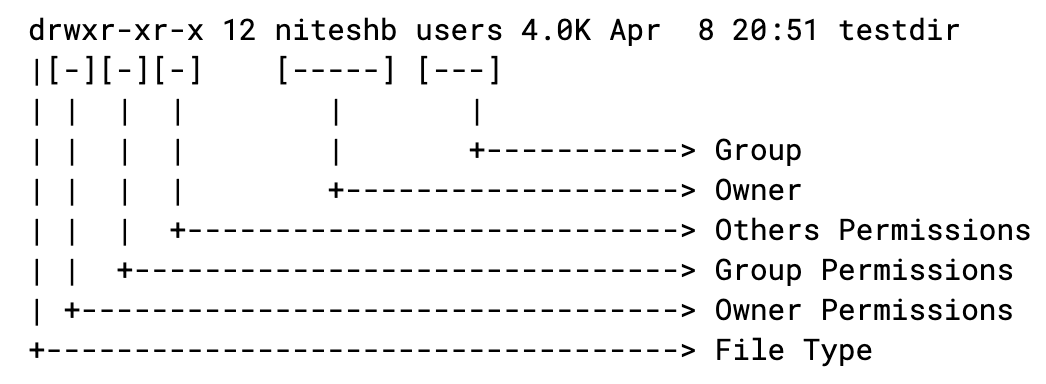 drwxr-xr-x 12 niteshb users 4.0K Apr  8 20:51 testdir
|[-][-][-]    [-----] [---]
| |  |  |        |       |
| |  |  |        |       +-----------> Group
| |  |  |        +-------------------> Owner
| |  |  +----------------------------> Others Permissions
| |  +-------------------------------> Group Permissions
| +----------------------------------> Owner Permissions
+------------------------------------> File Type